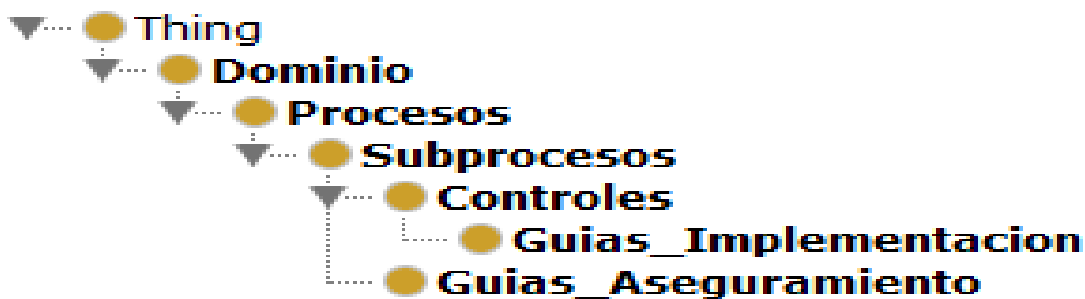 Thing
Dominio
Procesos
Subprocesos
Controles
Guias_Implementacion
Guias_Aseguramiento